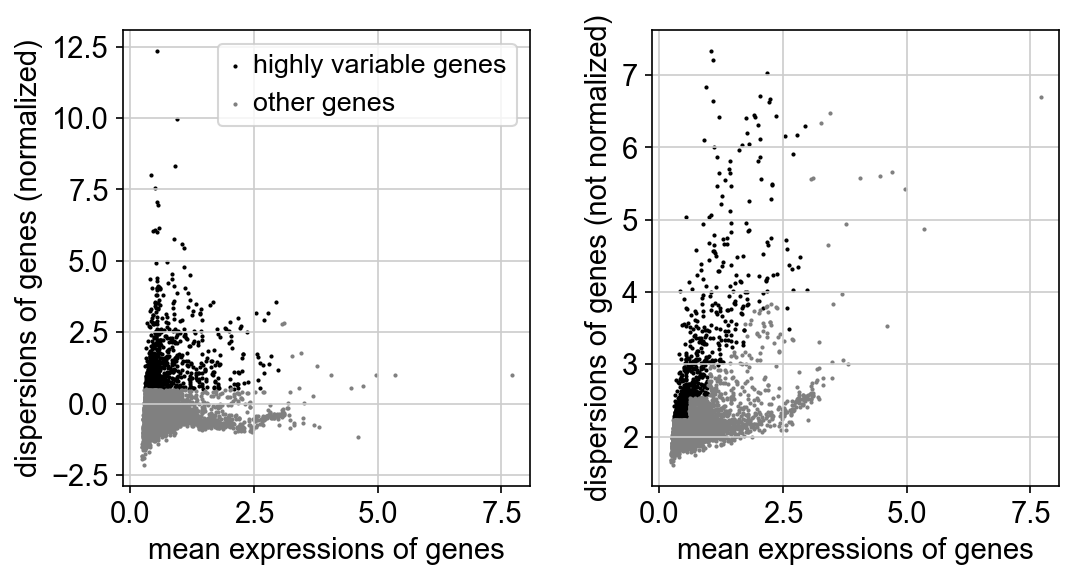 dispersions of genes (normalized)
12.5
10.0
7.5
5.0
2.5
0.0
−2.5
highly variable genes
other genes
0.0 2.5 5.0 7.5
mean expressions of genes
dispersions of genes (not normalized)
7
6
5
4
3
2
0.0 2.5 5.0 7.5
mean expressions of genes